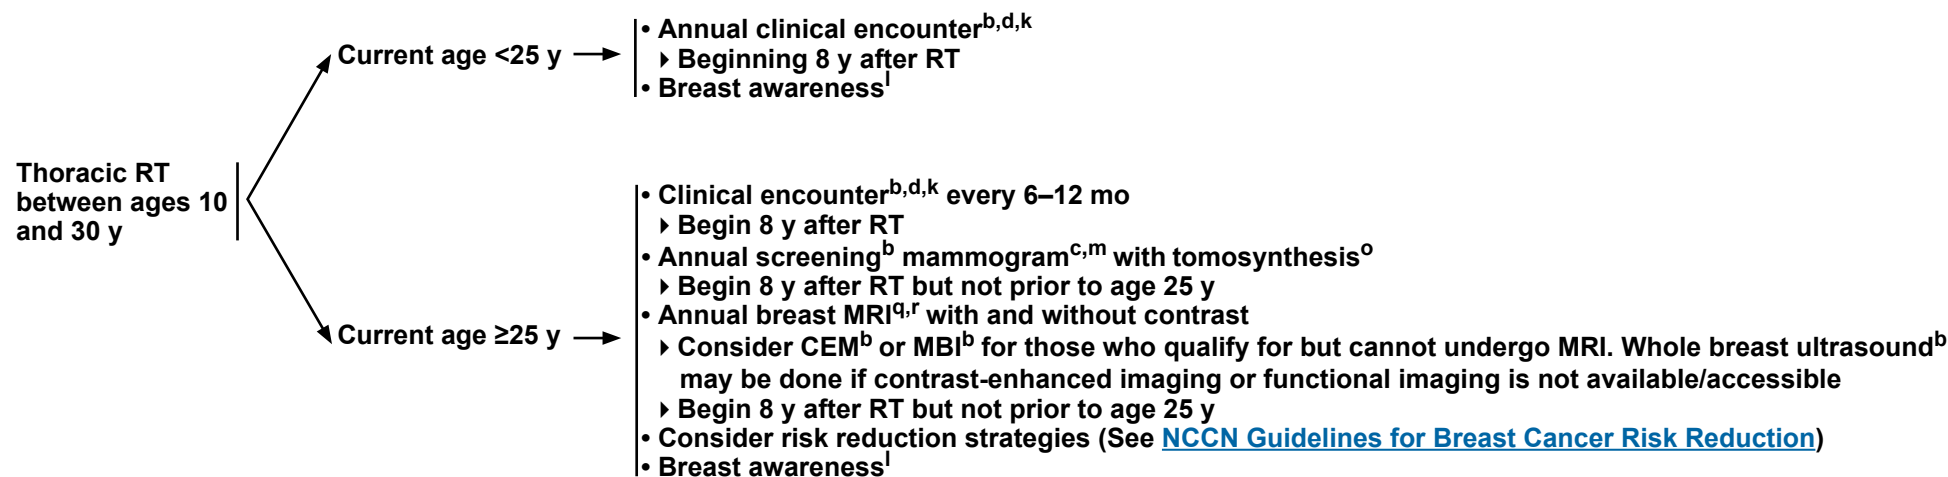 Thoracic RT
between ages 10
and 30 y
Current age <25 y
• Annual clinical encounterb,d,k
▸ Beginning 8 y after RT
• Breast awarenessl
Current age ≥25 y
• Clinical encounterb,d,k every 6–12 mo
▸ Begin 8 y after RT
• Annual screeningb mammogramc,m with tomosynthesiso
▸ Begin 8 y after RT but not prior to age 25 y
• Annual breast MRIq,r with and without contrast
▸ Consider CEMb or MBIb for those who qualify for but cannot undergo MRI. Whole breast ultrasoundb
may be done if contrast-enhanced imaging or functional imaging is not available/accessible
▸ Begin 8 y after RT but not prior to age 25 y
• Consider risk reduction strategies (See NCCN Guidelines for Breast Cancer Risk Reduction)
• Breast awarenessl